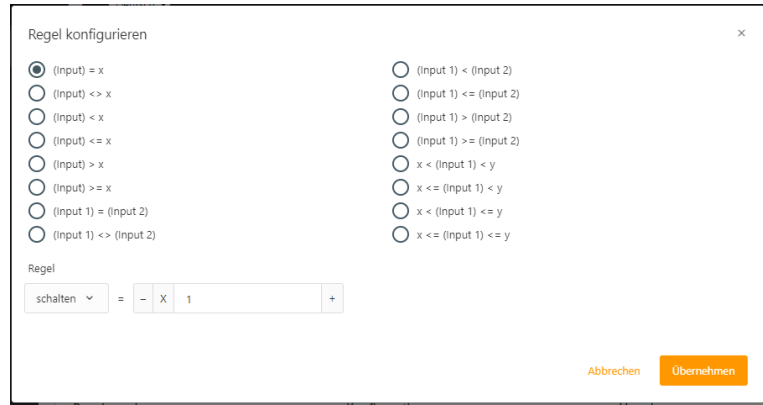 Regel konfigurieren ×
(Input) = x
(Input) <> x
(Input) < x
(Input) <= x
(Input) > x
(Input) >= x
(Input 1) = (Input 2)
(Input 1) <> (Input 2)
(Input 1) < (Input 2)
(Input 1) <= (Input 2)
(Input 1) > (Input 2)
(Input 1) >= (Input 2)
x < (Input 1) < y
x <= (Input 1) < y
x < (Input 1) <= y
x <= (Input 1) <= y
Regel
schalten = − X 1 +
Abbrechen Übernehmen